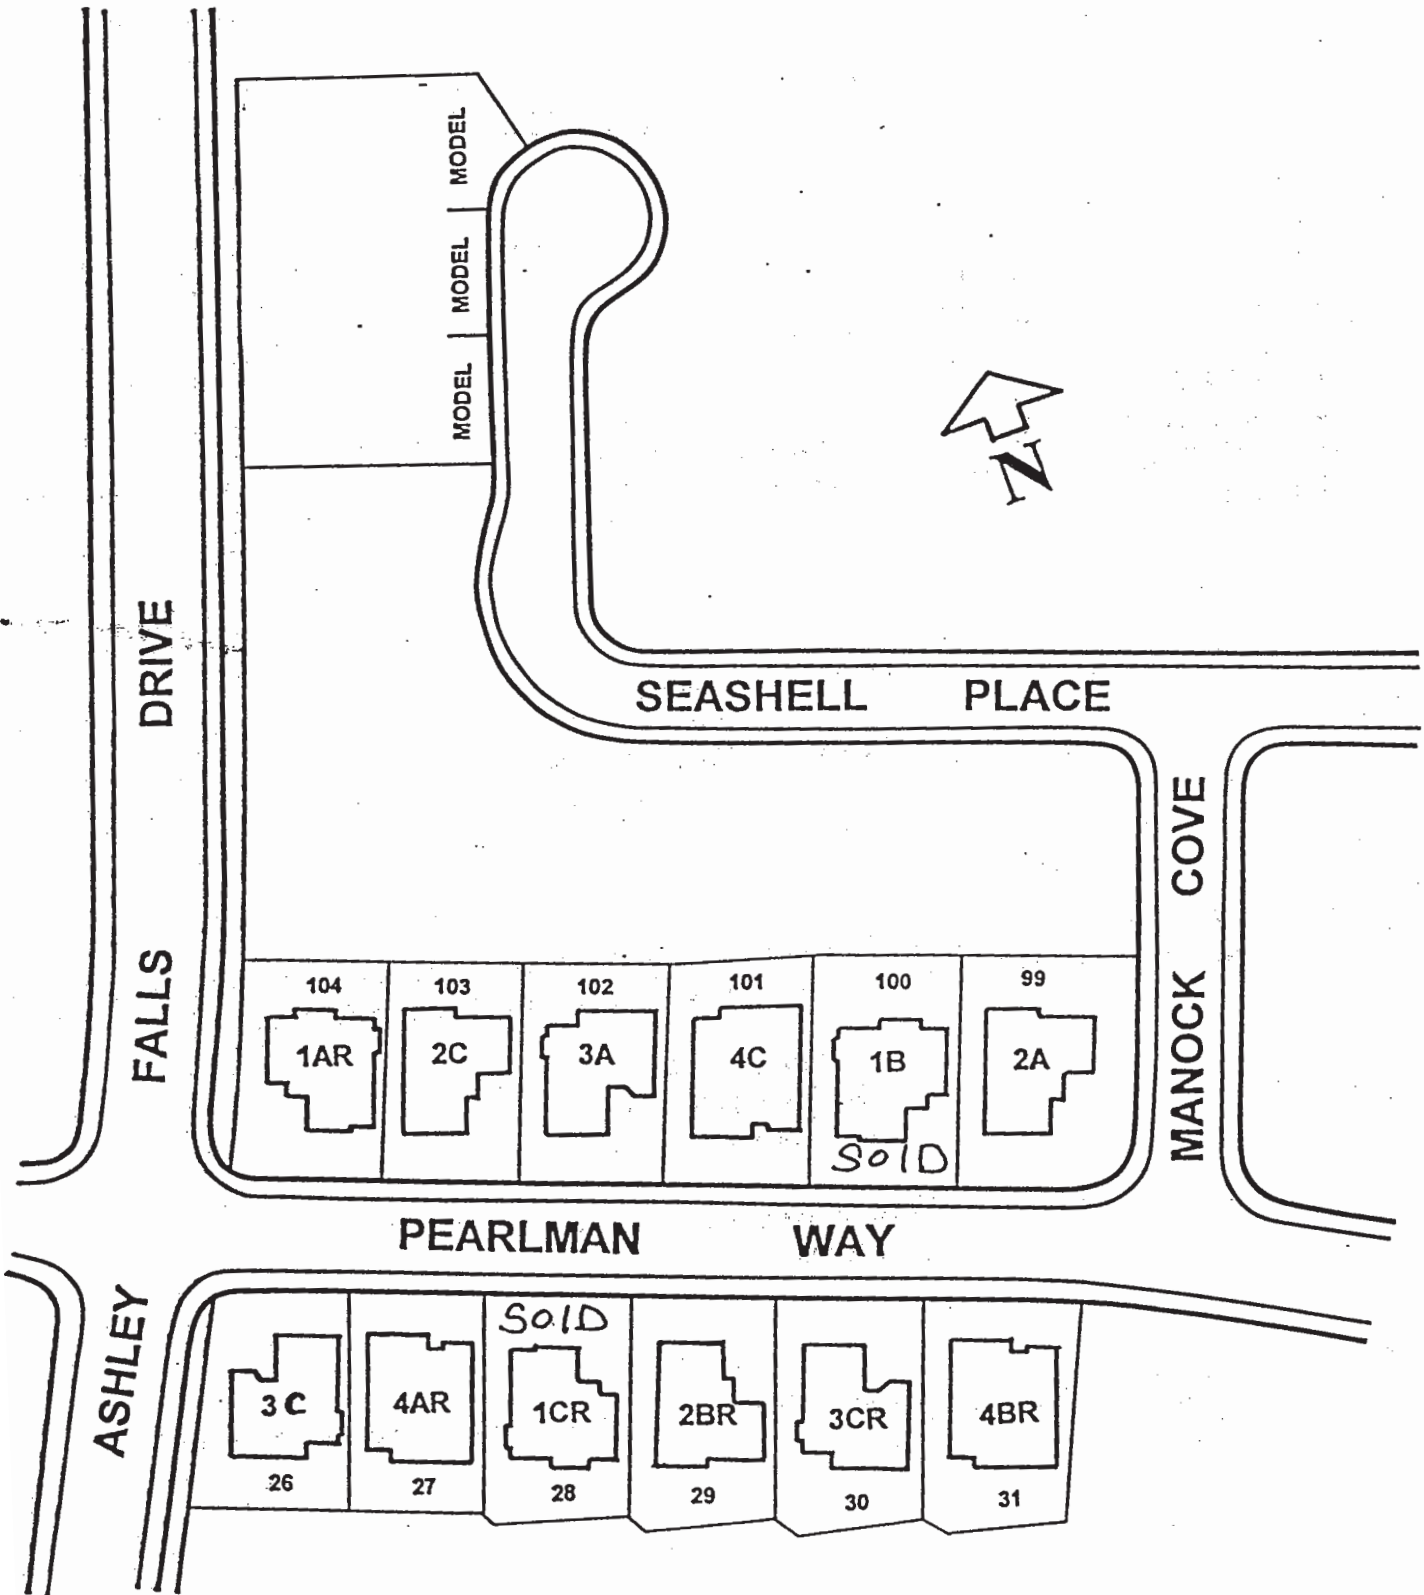 MODEL
MODEL
MODEL
N
DRIVE
FALLS
ASHLEY
SEASHELL PLACE
COVE
MANOCK
104 103 102 101 100 99
1AR 2C 3A 4C 1B 2A
SOLD
PEARLMAN WAY
SOLD
3C 4AR 1CR 2BR 3CR 4BR
26 27 28 29 30 31